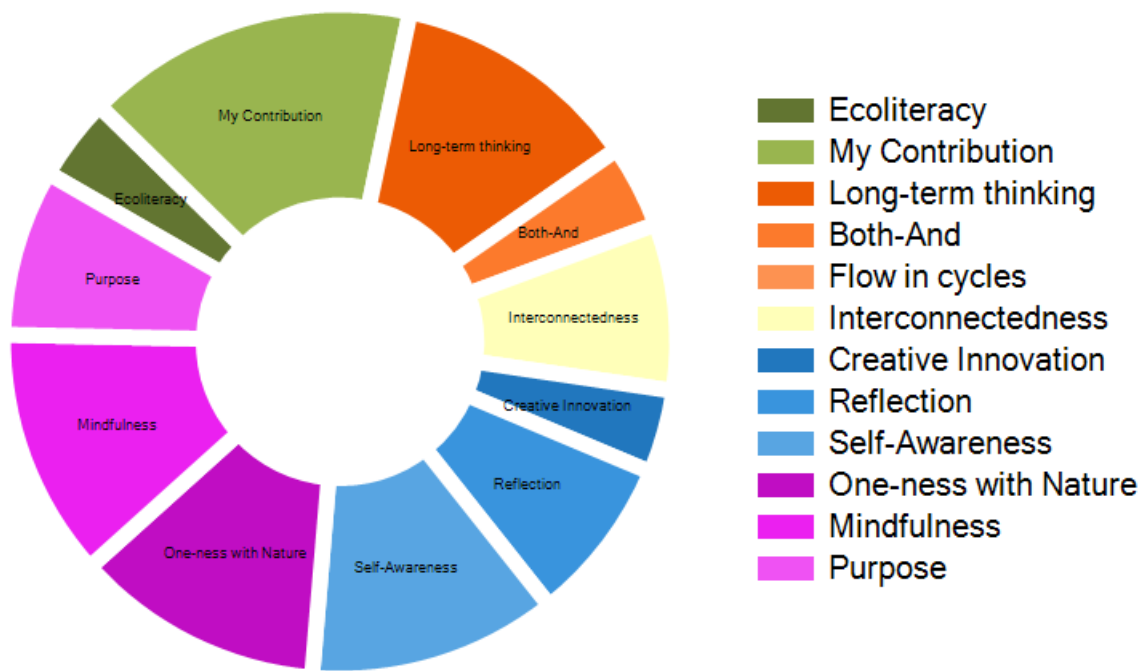 My Contribution
Long-term thinking
Ecoliteracy
Both-And
Purpose
Interconnectedness
Creative Innovation
Mindfulness
Reflection
One-ness with Nature
Self-Awareness
Ecoliteracy
My Contribution
Long-term thinking
Both-And
Flow in cycles
Interconnectedness
Creative Innovation
Reflection
Self-Awareness
One-ness with Nature
Mindfulness
Purpose